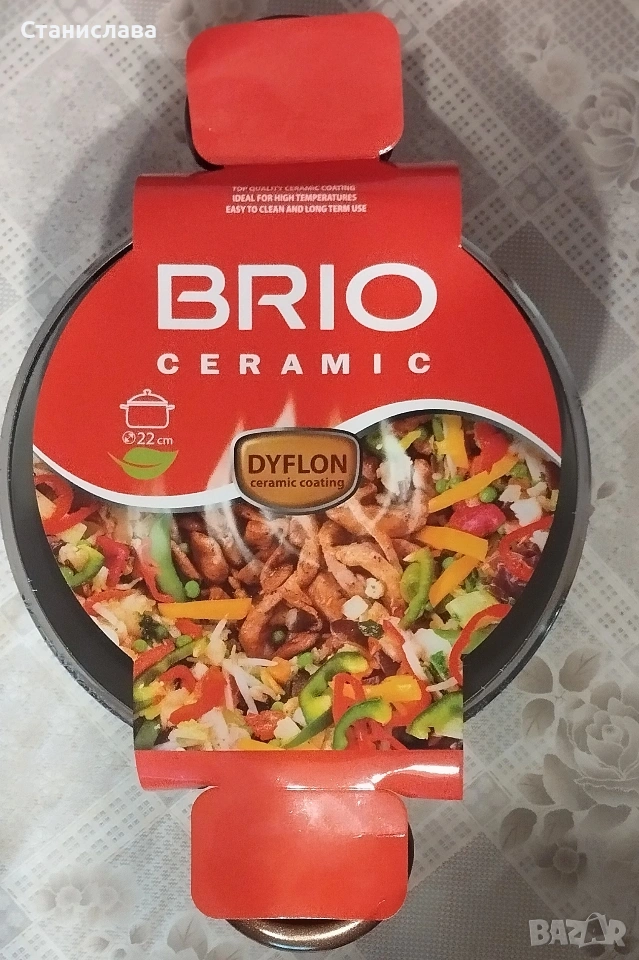 Станислава
TOP QUALITY CERAMIC COATING
IDEAL FOR HIGH TEMPERATURES
EASY TO CLEAN AND LONG TERM USE
BRIO
CERAMIC
22 cm
DYFLON
ceramic coating
BAZAR